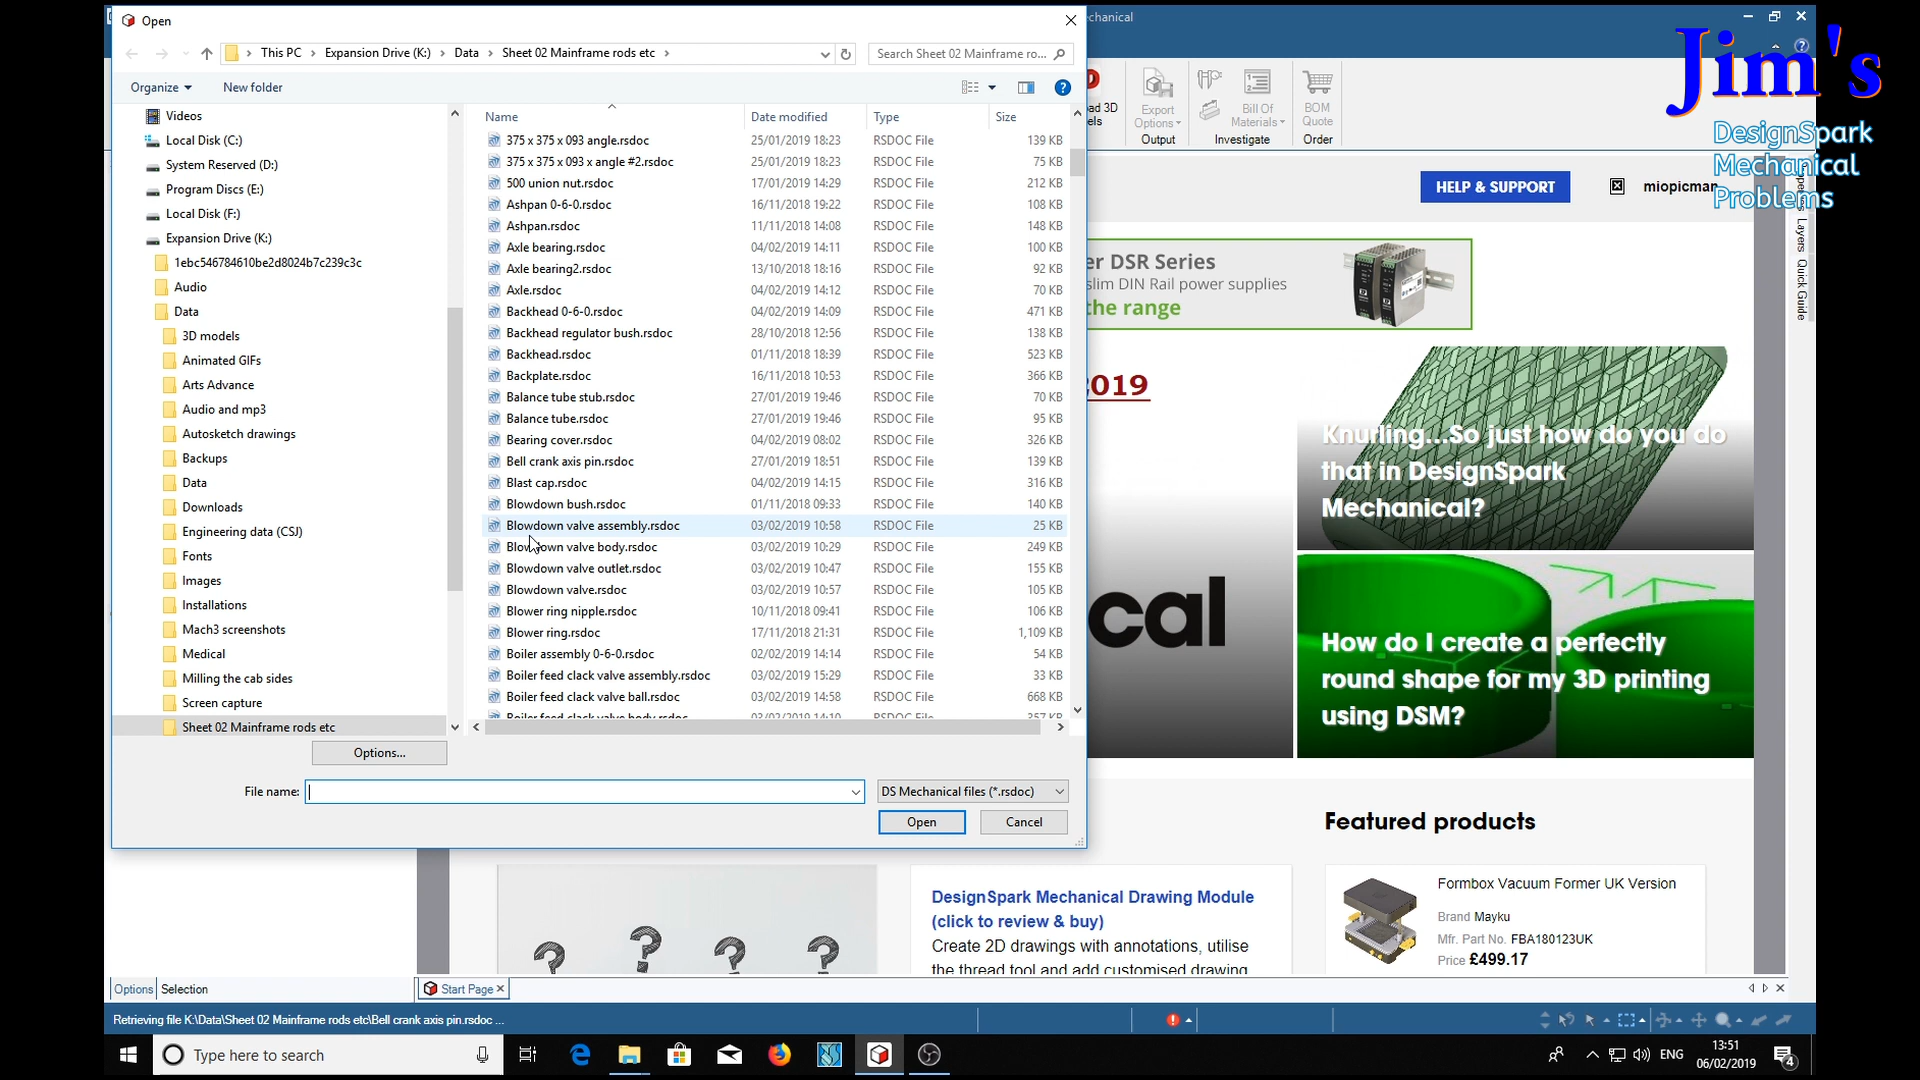 Open
This PC > Expansion Drive (K:) > Data > Sheet 02 Mainframe rods etc >
Search Sheet 02 Mainframe ro...
Organize
New folder
Videos
Local Disk (C:)
System Reserved (D:)
Program Discs (E:)
Local Disk (F:)
Expansion Drive (K:)
1ebc546784610be2d8024b7c239c3c
Audio
Data
3D models
Animated GIFs
Arts Advance
Audio and mp3
Autosketch drawings
Backups
Data
Downloads
Engineering data (CSJ)
Fonts
Images
Installations
Mach3 screenshots
Medical
Milling the cab sides
Screen capture
Sheet 02 Mainframe rods etc
Name Date modified Type Size
375 x 375 x 093 angle.rsdoc 25/01/2019 18:23 RSDOC File 139 KB
375 x 375 x 093 x angle #2.rsdoc 25/01/2019 18:23 RSDOC File 75 KB
500 union nut.rsdoc 17/01/2019 14:29 RSDOC File 212 KB
Ashpan 0-6-0.rsdoc 16/11/2018 19:22 RSDOC File 108 KB
Ashpan.rsdoc 11/11/2018 14:08 RSDOC File 148 KB
Axle bearing.rsdoc 04/02/2019 14:11 RSDOC File 100 KB
Axle bearing2.rsdoc 13/10/2018 18:16 RSDOC File 92 KB
Axle.rsdoc 04/02/2019 14:12 RSDOC File 70 KB
Backhead 0-6-0.rsdoc 04/02/2019 14:09 RSDOC File 471 KB
Backhead regulator bush.rsdoc 28/10/2018 12:56 RSDOC File 138 KB
Backhead.rsdoc 01/11/2018 18:39 RSDOC File 523 KB
Backplate.rsdoc 16/11/2018 10:53 RSDOC File 366 KB
Balance tube stub.rsdoc 27/01/2019 19:46 RSDOC File 70 KB
Balance tube.rsdoc 27/01/2019 19:46 RSDOC File 95 KB
Bearing cover.rsdoc 04/02/2019 08:02 RSDOC File 326 KB
Bell crank axis pin.rsdoc 27/01/2019 18:51 RSDOC File 139 KB
Blast cap.rsdoc 04/02/2019 14:15 RSDOC File 316 KB
Blowdown bush.rsdoc 01/11/2018 09:33 RSDOC File 140 KB
Blowdown valve assembly.rsdoc 03/02/2019 10:58 RSDOC File 25 KB
Blowdown valve body.rsdoc 03/02/2019 10:29 RSDOC File 249 KB
Blowdown valve outlet.rsdoc 03/02/2019 10:47 RSDOC File 155 KB
Blowdown valve.rsdoc 03/02/2019 10:57 RSDOC File 105 KB
Blower ring nipple.rsdoc 10/11/2018 09:41 RSDOC File 106 KB
Blower ring.rsdoc 17/11/2018 21:31 RSDOC File 1,109 KB
Boiler assembly 0-6-0.rsdoc 02/02/2019 14:14 RSDOC File 54 KB
Boiler feed clack valve assembly.rsdoc 03/02/2019 15:29 RSDOC File 33 KB
Boiler feed clack valve ball.rsdoc 03/02/2019 14:58 RSDOC File 668 KB
Boiler feed clack valve body.rsdoc 03/02/2019 14:10 RSDOC File 357 KB
Options...
File name:
DS Mechanical files (*.rsdoc)
Open
Cancel
chanical
Jim's
DesignSpark
Mechanical
Problems
ad 3D
els
Export
Options
Output
Bill Of
Materials
Investigate
BOM
Quote
Order
HELP & SUPPORT
miopicman
Layers
Quick Guide
er DSR Series
slim DIN Rail power supplies
the range
2019
Knurling...So just how do you do
that in DesignSpark
Mechanical?
cal
How do I create a perfectly
round shape for my 3D printing
using DSM?
Featured products
Formbox Vacuum Former UK Version
Brand Mayku
Mfr. Part No. FBA180123UK
Price £499.17
? ? ? ?
DesignSpark Mechanical Drawing Module
(click to review & buy)
Create 2D drawings with annotations, utilise
the thread tool and add customised drawing
Options
Selection
Start Page
Retrieving file K:\Data\Sheet 02 Mainframe rods etc\Bell crank axis pin.rsdoc ...
Type here to search
ENG
13:51
06/02/2019
4